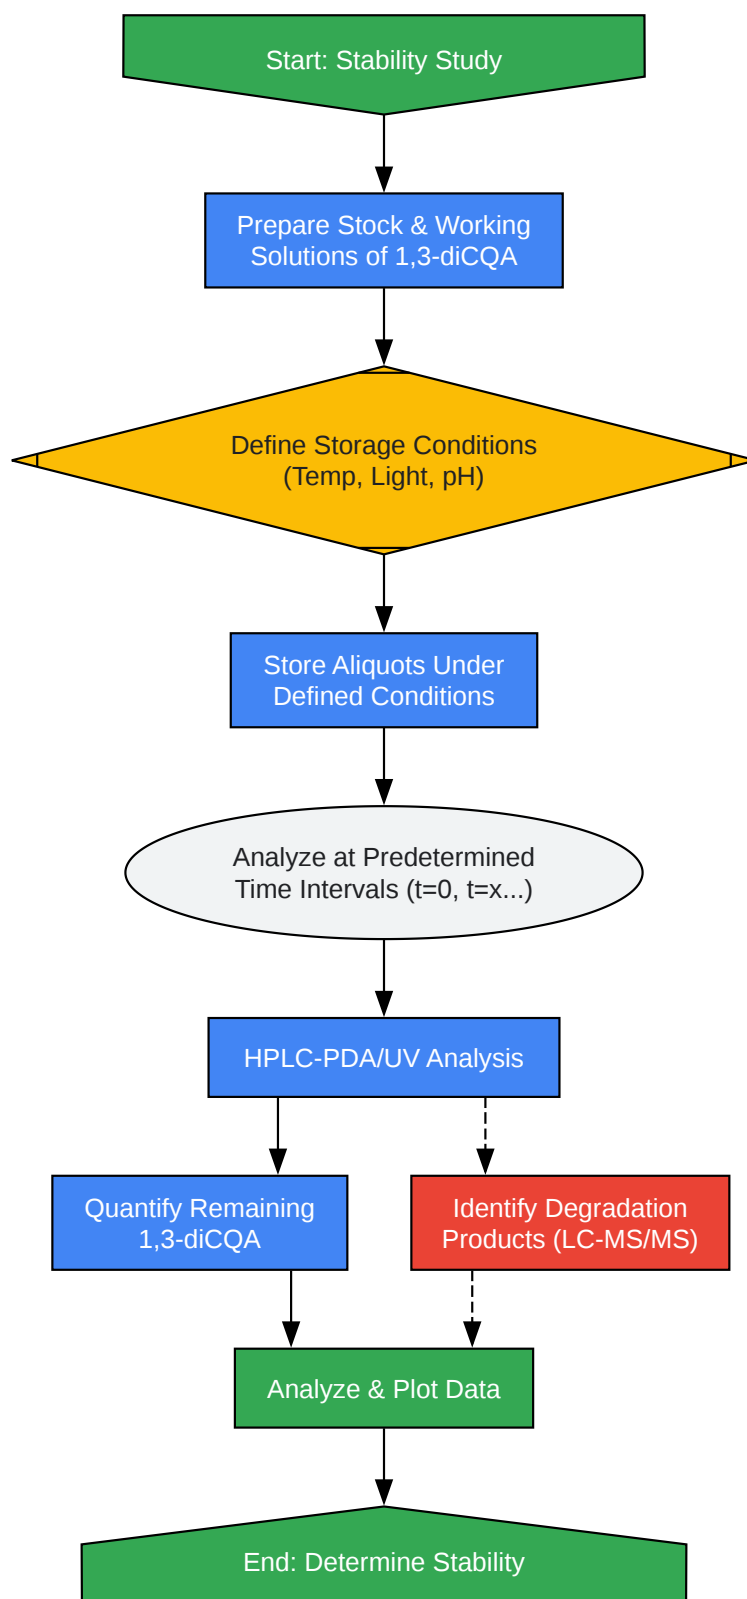 Start: Stability Study
Prepare Stock & Working
Solutions of 1,3-diCQA
Define Storage Conditions
(Temp, Light, pH)
Store Aliquots Under
Defined Conditions
Analyze at Predetermined
Time Intervals (t=0, t=x...)
HPLC-PDA/UV Analysis
Quantify Remaining
1,3-diCQA
Identify Degradation
Products (LC-MS/MS)
Analyze & Plot Data
End: Determine Stability